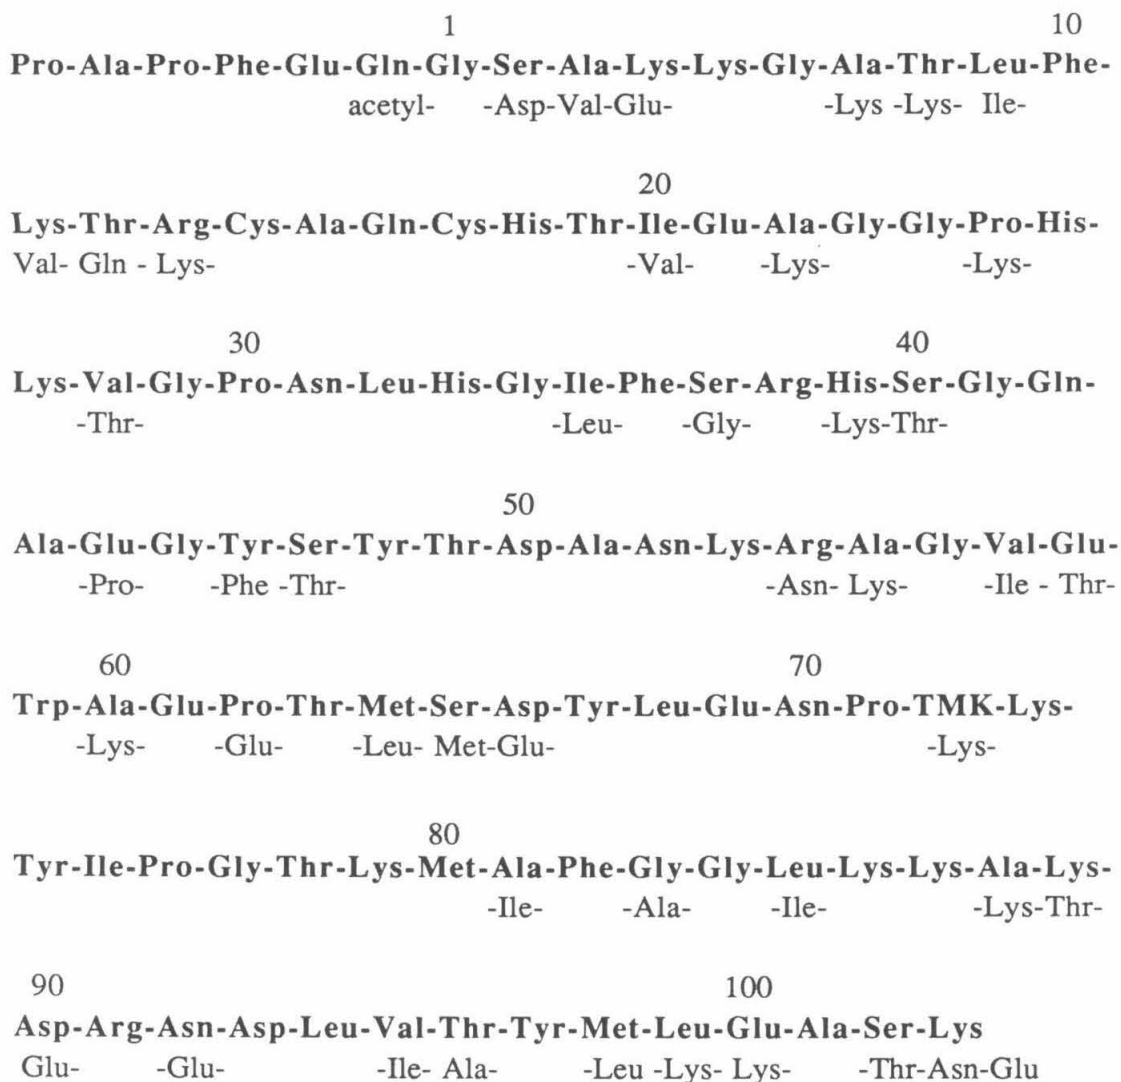 1 10
Pro-Ala-Pro-Phe-Glu-Gln-Gly-Ser-Ala-Lys-Lys-Gly-Ala-Thr-Leu-Phe-
acetyl- -Asp-Val-Glu- -Lys -Lys- Ile-
20
Lys-Thr-Arg-Cys-Ala-Gln-Cys-His-Thr-Ile-Glu-Ala-Gly-Gly-Pro-His-
Val- Gln - Lys- -Val- -Lys- -Lys-
30 40
Lys-Val-Gly-Pro-Asn-Leu-His-Gly-Ile-Phe-Ser-Arg-His-Ser-Gly-Gln-
-Thr- -Leu- -Gly- -Lys-Thr-
50
Ala-Glu-Gly-Tyr-Ser-Tyr-Thr-Asp-Ala-Asn-Lys-Arg-Ala-Gly-Val-Glu-
-Pro- -Phe -Thr- -Asn- Lys- -Ile - Thr-
60 70
Trp-Ala-Glu-Pro-Thr-Met-Ser-Asp-Tyr-Leu-Glu-Asn-Pro-TMK-Lys-
-Lys- -Glu- -Leu- Met-Glu- -Lys-
80
Tyr-Ile-Pro-Gly-Thr-Lys-Met-Ala-Phe-Gly-Gly-Leu-Lys-Lys-Ala-Lys-
-Ile- -Ala- -Ile- -Lys-Thr-
90 100
Asp-Arg-Asn-Asp-Leu-Val-Thr-Tyr-Met-Leu-Glu-Ala-Ser-Lys
Glu- -Glu- -Ile- Ala- -Leu -Lys- Lys- -Thr-Asn-Glu